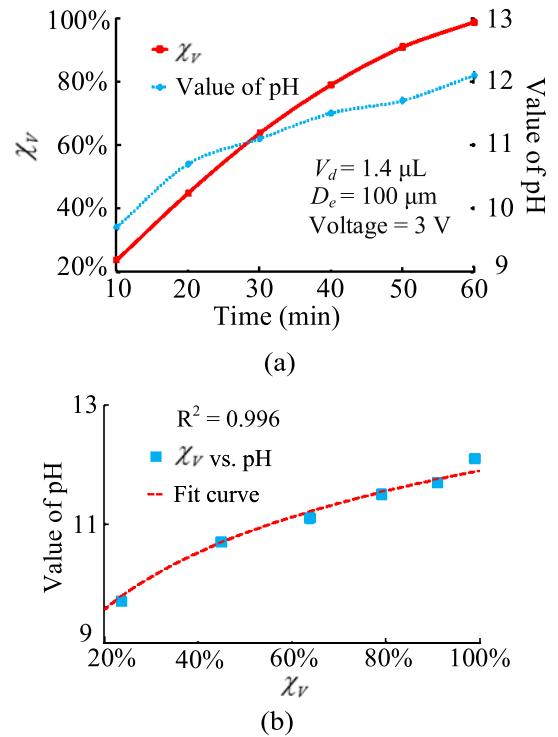 100%
80%
60%
40%
20%
χV
χV
Value of pH
Vd = 1.4 μL
De = 100 μm
Voltage = 3 V
13
12
11
10
9
Value of pH
10 20 30 40 50 60
Time (min)
(a)
13
11
9
Value of pH
R² = 0.996
χV vs. pH
Fit curve
20% 40% 60% 80% 100%
χV
(b)